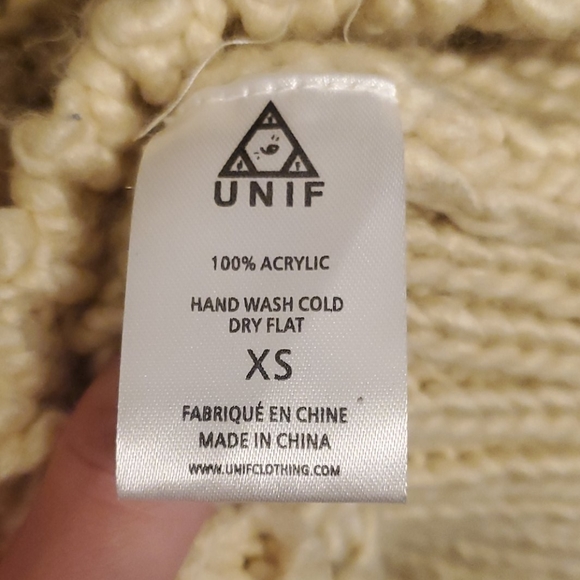 UNIF
100% ACRYLIC
HAND WASH COLD
DRY FLAT
XS
FABRIQUÉ EN CHINE
MADE IN CHINA
WWW.UNIFCLOTHING.COM